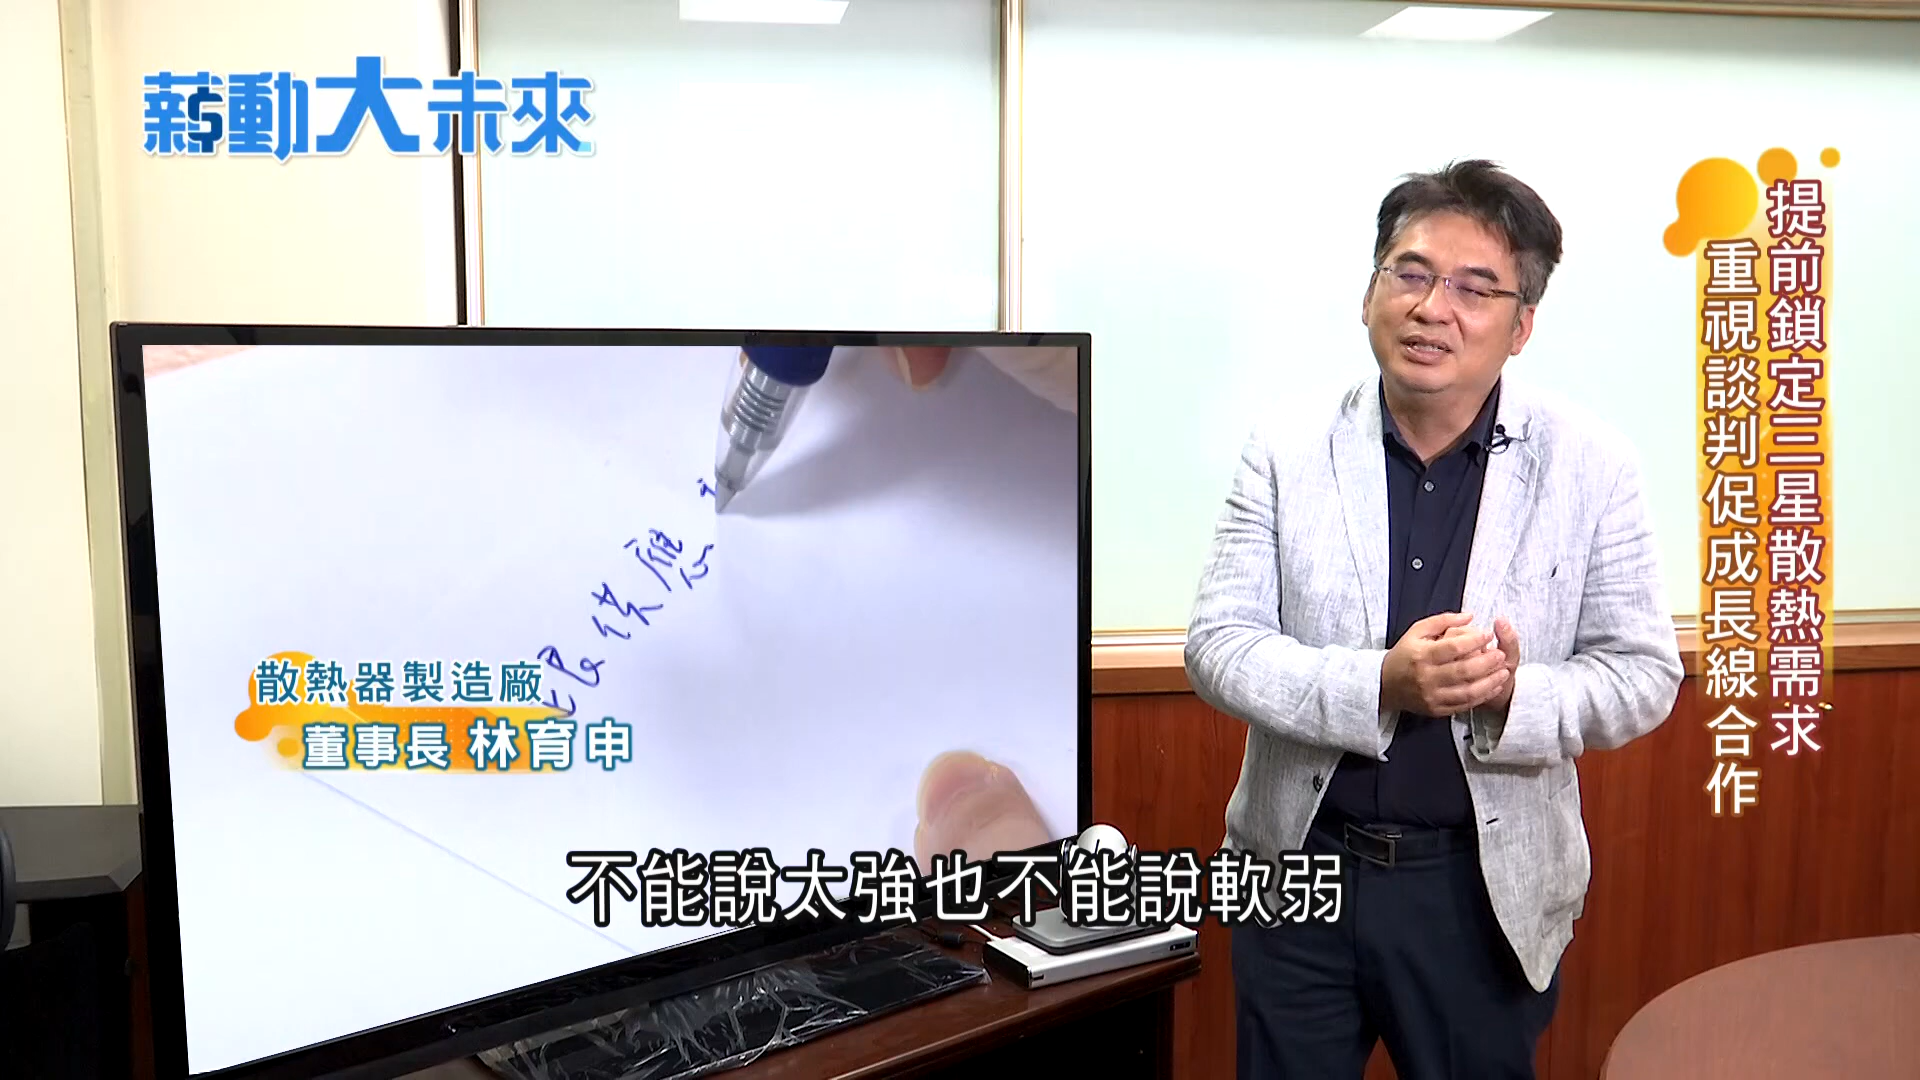 薪動大未來
提前鎖定三星散熱需求
重視談判促成長線合作
供應
散熱器製造廠
董事長 林育申
不能說太強也不能說軟弱